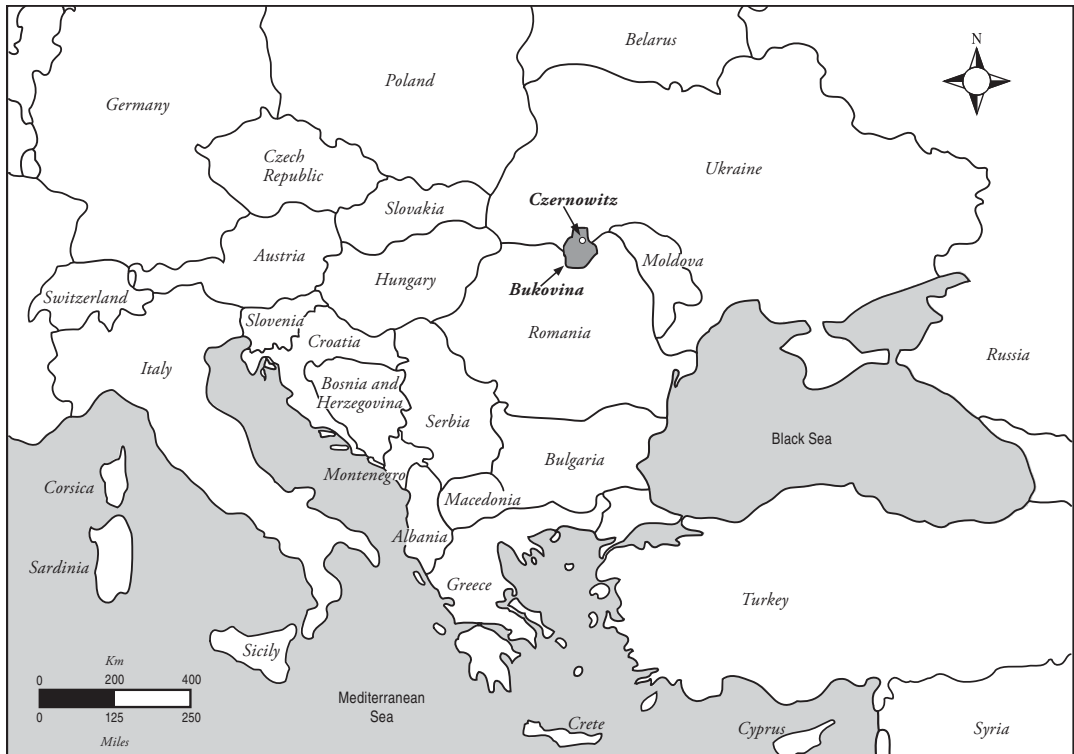 Belarus
N
Poland
Germany
Czech
Republic
Ukraine
Czernowitz
Slovakia
Austria
Moldova
Hungary
Bukovina
Switzerland
Slovenia
Romania
Croatia
Russia
Italy
Bosnia and
Herzegovina
Serbia
Black Sea
Bulgaria
Montenegro
Corsica
Macedonia
Albania
Sardinia
Greece
Turkey
Sicily
Km
0 200 400
0 125 250
Miles
Mediterranean
Sea
Crete
Cyprus
Syria